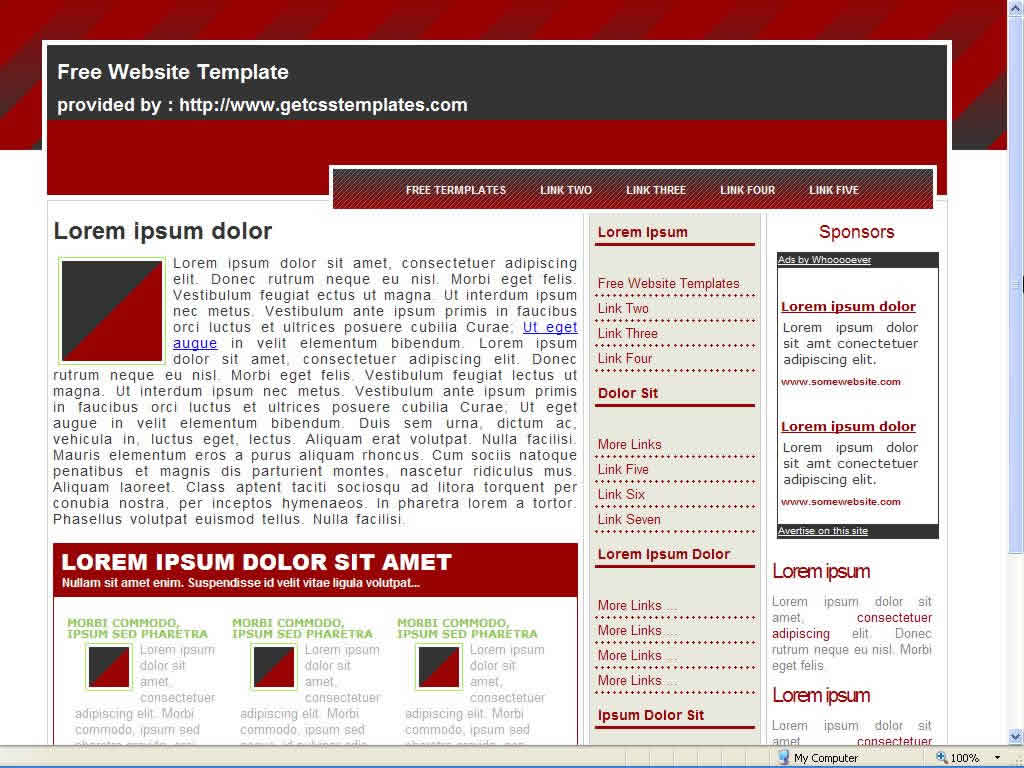 Free Website Template
provided by : http://www.getcsstemplates.com
FREE TERMPLATES LINK TWO LINK THREE LINK FOUR LINK FIVE
Lorem ipsum dolor
Lorem ipsum dolor sit amet, consectetuer adipiscing
elit. Donec rutrum neque eu nisl. Morbi eget felis.
Vestibulum feugiat ectus ut magna. Ut interdum ipsum
nec metus. Vestibulum ante ipsum primis in faucibus
orci luctus et ultrices posuere cubilia Curae; Ut eget
augue in velit elementum bibendum. Lorem ipsum
dolor sit amet, consectetuer adipiscing elit. Donec
rutrum neque eu nisl. Morbi eget felis. Vestibulum feugiat lectus ut
magna. Ut interdum ipsum nec metus. Vestibulum ante ipsum primis
in faucibus orci luctus et ultrices posuere cubilia Curae; Ut eget
augue in velit elementum bibendum. Duis sem urna, dictum ac,
vehicula in, luctus eget, lectus. Aliquam erat volutpat. Nulla facilisi.
Mauris elementum eros a purus aliquam rhoncus. Cum sociis natoque
penatibus et magnis dis parturient montes, nascetur ridiculus mus.
Aliquam laoreet. Class aptent taciti sociosqu ad litora torquent per
conubia nostra, per inceptos hymenaeos. In pharetra lorem a tortor.
Phasellus volutpat euismod tellus. Nulla facilisi.
LOREM IPSUM DOLOR SIT AMET
Nullam sit amet enim. Suspendisse id velit vitae ligula volutpat...
MORBI COMMODO,
IPSUM SED PHARETRA
Lorem ipsum
dolor sit
amet,
consectetuer
adipiscing elit. Morbi
commodo, ipsum sed
MORBI COMMODO,
IPSUM SED PHARETRA
Lorem ipsum
dolor sit
amet,
consectetuer
adipiscing elit. Morbi
commodo, ipsum sed
MORBI COMMODO,
IPSUM SED PHARETRA
Lorem ipsum
dolor sit
amet,
consectetuer
adipiscing elit. Morbi
commodo, ipsum sed
Lorem Ipsum
Free Website Templates
Link Two
Link Three
Link Four
Dolor Sit
More Links
Link Five
Link Six
Link Seven
Lorem Ipsum Dolor
More Links ...
More Links ...
More Links ...
More Links ...
Ipsum Dolor Sit
Sponsors
Ads by Whooooever
Lorem ipsum dolor
Lorem ipsum dolor
sit amt conectetuer
adipiscing elit.
www.somewebsite.com
Lorem ipsum dolor
Lorem ipsum dolor
sit amt conectetuer
adipiscing elit.
www.somewebsite.com
Avertise on this site
Lorem ipsum
Lorem ipsum dolor sit
amet, consectetuer
adipiscing elit. Donec
rutrum neque eu nisl. Morbi
eget felis.
Lorem ipsum
Lorem ipsum dolor sit
amet, consectetuer
My Computer
100%